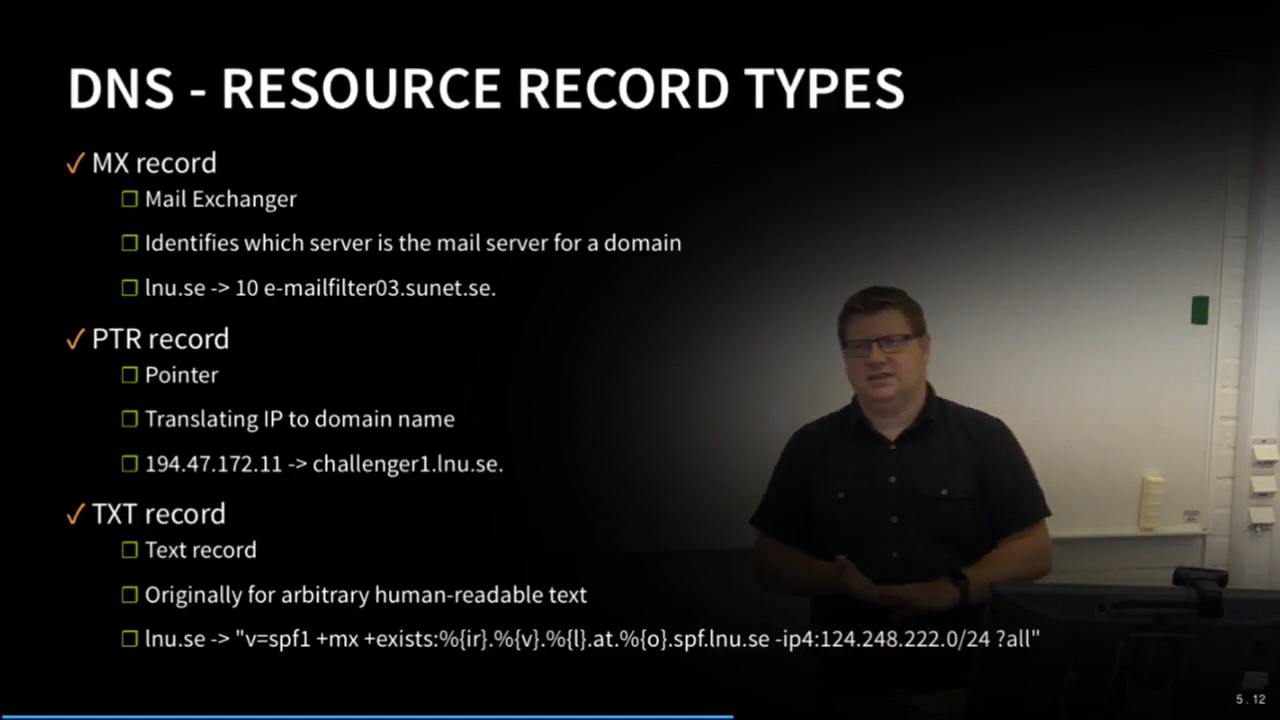 DNS - RESOURCE RECORD TYPES
✓ MX record
❐ Mail Exchanger
❐ Identifies which server is the mail server for a domain
❐ lnu.se -> 10 e-mailfilter03.sunet.se.
✓ PTR record
❐ Pointer
❐ Translating IP to domain name
❐ 194.47.172.11 -> challenger1.lnu.se.
✓ TXT record
❐ Text record
❐ Originally for arbitrary human-readable text
❐ lnu.se -> "v=spf1 +mx +exists:%{ir}.%{v}.%{l}.at.%{o}.spf.lnu.se -ip4:124.248.222.0/24 ?all"
5 . 12